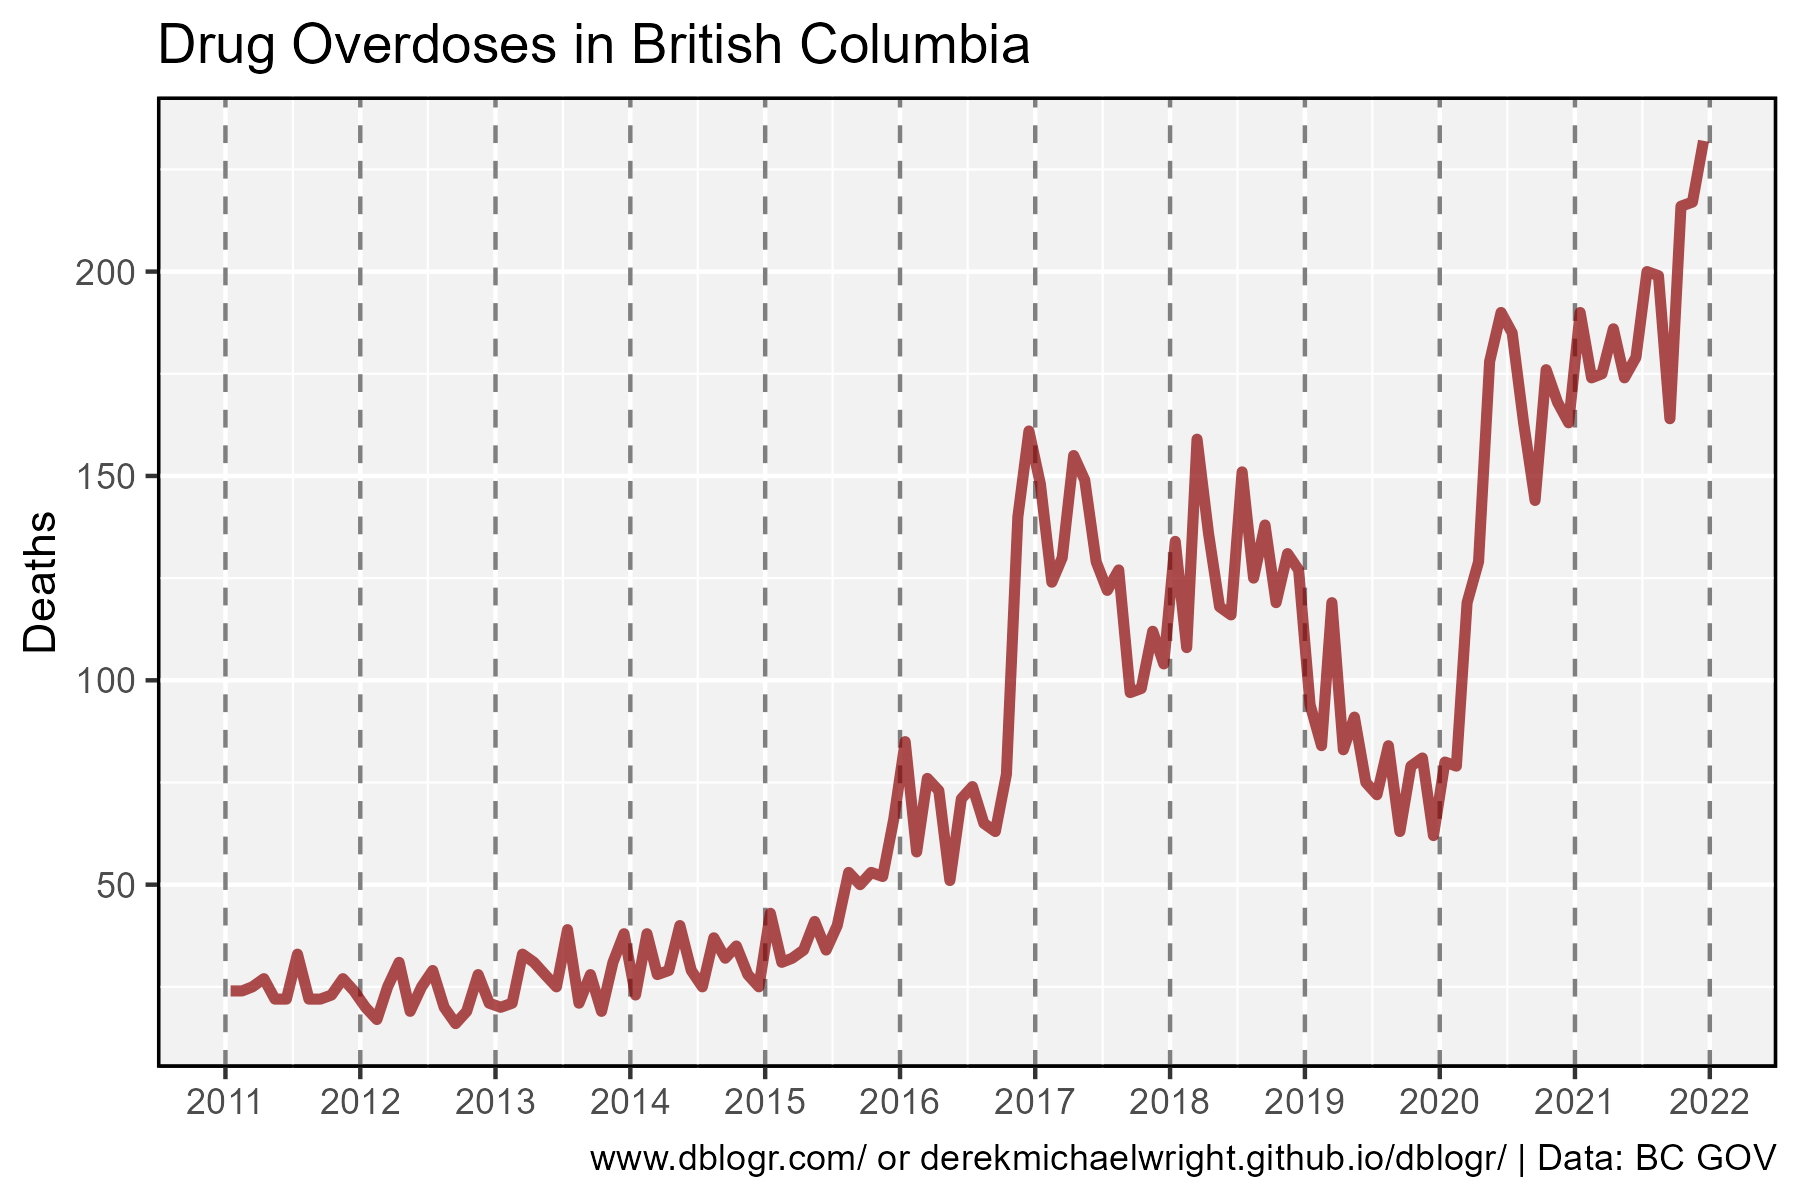 Drug Overdoses in British Columbia
Deaths
200
150
100
50
2011 2012 2013 2014 2015 2016 2017 2018 2019 2020 2021 2022
www.dblogr.com/ or derekmichaelwright.github.io/dblogr/ | Data: BC GOV